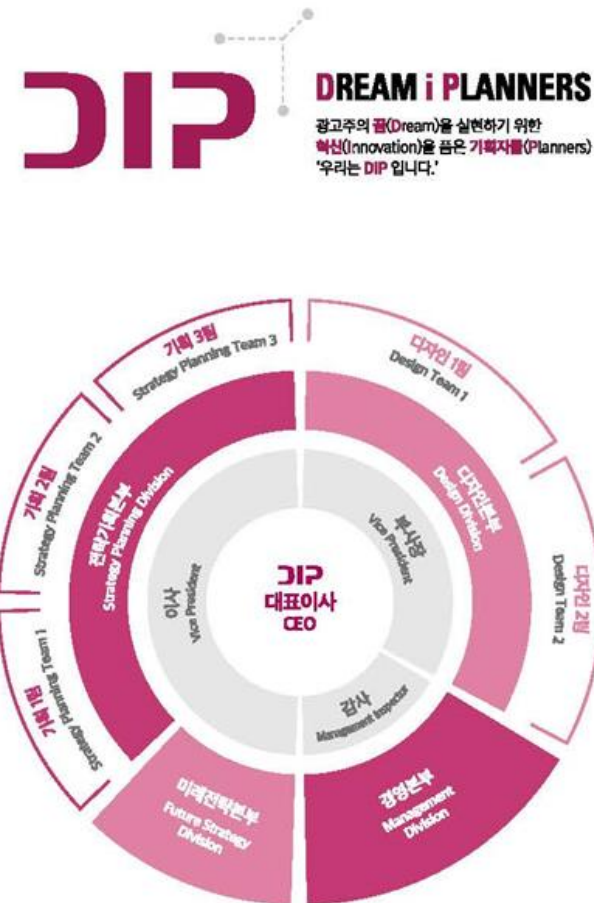 DIP
DREAM i PLANNERS
광고주의 꿈(Dream)을 실현하기 위한
혁신(Innovation)을 품은 기획자들(Planners)
'우리는 DIP 입니다.'
기획 3팀
Strategy Planning Team 3
디자인 1팀
Design Team 1
기획 2팀
Strategy Planning Team 2
전략기획본부
Strategy Planning Division
디자인본부
Design Division
디자인 2팀
Design Team 2
이사
Vice President
부사장
Vice President
DIP
대표이사
CEO
기획 1팀
Strategy Planning Team 1
감사
Management Inspector
미래전략본부
Future Strategy
Division
경영본부
Management
Division